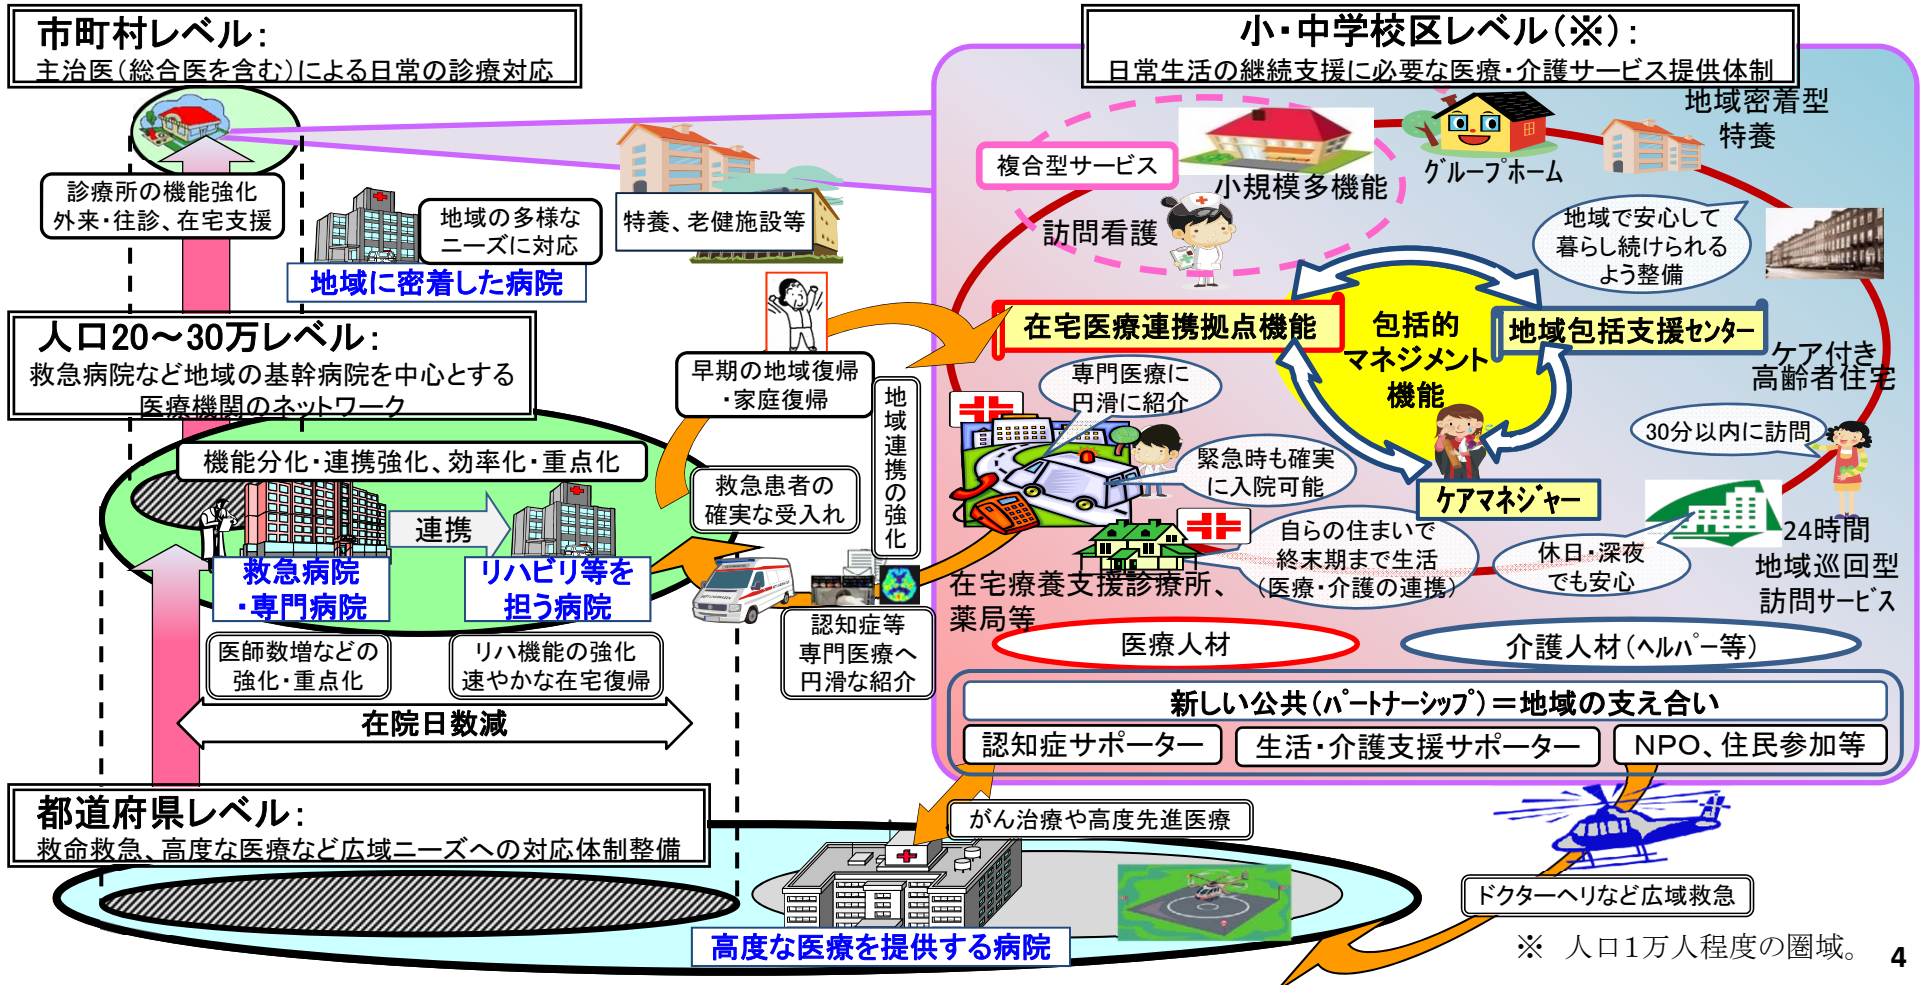 市町村レベル：
主治医（総合医を含む）による日常の診療対応
診療所の機能強化
外来・往診、在宅支援
地域の多様な
ニーズに対応
地域に密着した病院
特養、老健施設等
人口20～30万レベル：
救急病院など地域の基幹病院を中心とする
医療機関のネットワーク
機能分化・連携強化、効率化・重点化
連携
救急病院
・専門病院
リハビリ等を
担う病院
医師数増などの
強化・重点化
リハ機能の強化
速やかな在宅復帰
在院日数減
早期の地域復帰
・家庭復帰
地域連携の強化
救急患者の
確実な受入れ
認知症等
専門医療へ
円滑な紹介
都道府県レベル：
救命救急、高度な医療など広域ニーズへの対応体制整備
高度な医療を提供する病院
がん治療や高度先進医療
ドクターヘリなど広域救急
小・中学校区レベル（※）：
日常生活の継続支援に必要な医療・介護サービス提供体制
複合型サービス
小規模多機能
訪問看護
グループホーム
地域密着型
特養
地域で安心して
暮らし続けられる
よう整備
在宅医療連携拠点機能
包括的
マネジメント
機能
地域包括支援センター
ケア付き
高齢者住宅
専門医療に
円滑に紹介
緊急時も確実
に入院可能
ケアマネジャー
30分以内に訪問
自らの住まいで
終末期まで生活
（医療・介護の連携）
休日・深夜
でも安心
24時間
地域巡回型
訪問サービス
在宅療養支援診療所、
薬局等
医療人材
介護人材（ヘルパー等）
新しい公共（パートナーシップ）＝地域の支え合い
認知症サポーター
生活・介護支援サポーター
NPO、住民参加等
※　人口1万人程度の圏域。
4